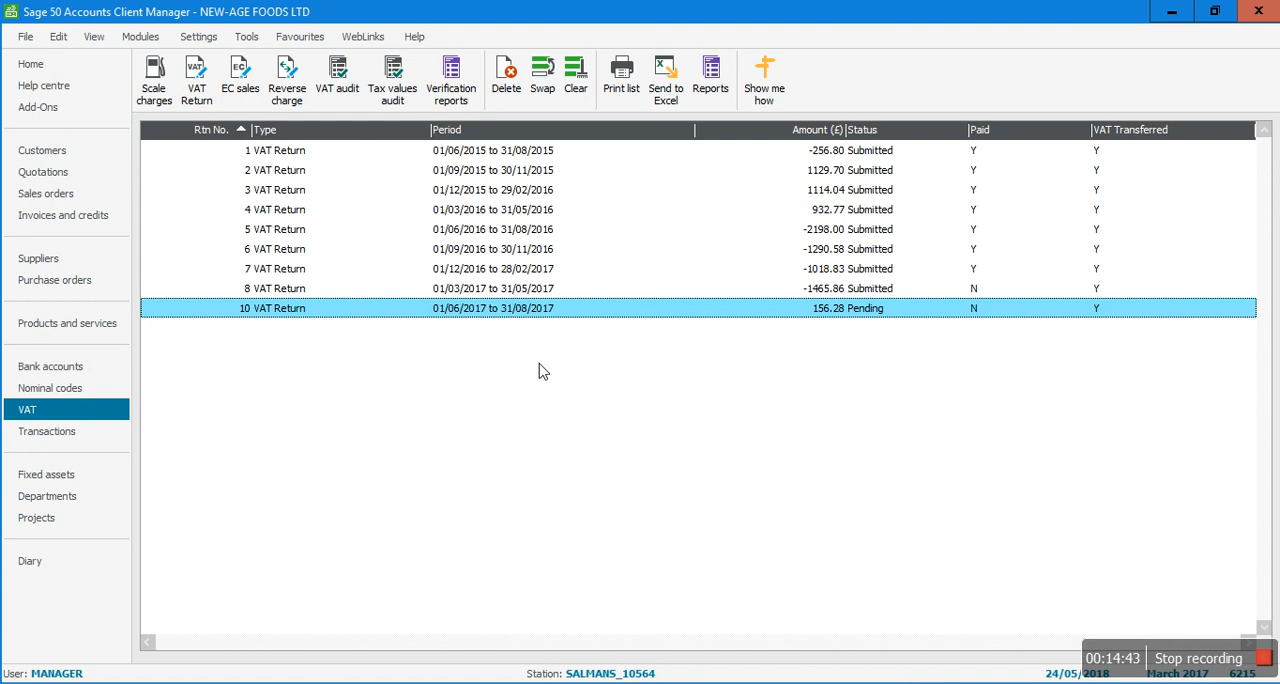 Sage 50 Accounts Client Manager - NEW-AGE FOODS LTD
File Edit View Modules Settings Tools Favourites WebLinks Help
Home
Help centre
Add-Ons
Customers
Quotations
Sales orders
Invoices and credits
Suppliers
Purchase orders
Products and services
Bank accounts
Nominal codes
VAT
Transactions
Fixed assets
Departments
Projects
Diary
Scale charges
VAT Return
EC sales
Reverse charge
VAT audit
Tax values audit
Verification reports
Delete
Swap
Clear
Print list
Send to Excel
Reports
Show me how
Rtn No. Type Period Amount (£) Status Paid VAT Transferred
1 VAT Return 01/06/2015 to 31/08/2015 -256.80 Submitted Y Y
2 VAT Return 01/09/2015 to 30/11/2015 1129.70 Submitted Y Y
3 VAT Return 01/12/2015 to 29/02/2016 1114.04 Submitted Y Y
4 VAT Return 01/03/2016 to 31/05/2016 932.77 Submitted Y Y
5 VAT Return 01/06/2016 to 31/08/2016 -2198.00 Submitted Y Y
6 VAT Return 01/09/2016 to 30/11/2016 -1290.58 Submitted Y Y
7 VAT Return 01/12/2016 to 28/02/2017 -1018.83 Submitted Y Y
8 VAT Return 01/03/2017 to 31/05/2017 -1465.86 Submitted N Y
10 VAT Return 01/06/2017 to 31/08/2017 156.28 Pending N Y
00:14:43 Stop recording
User: MANAGER Station: SALMANS_10564 24/05/2018 March 2017 6215